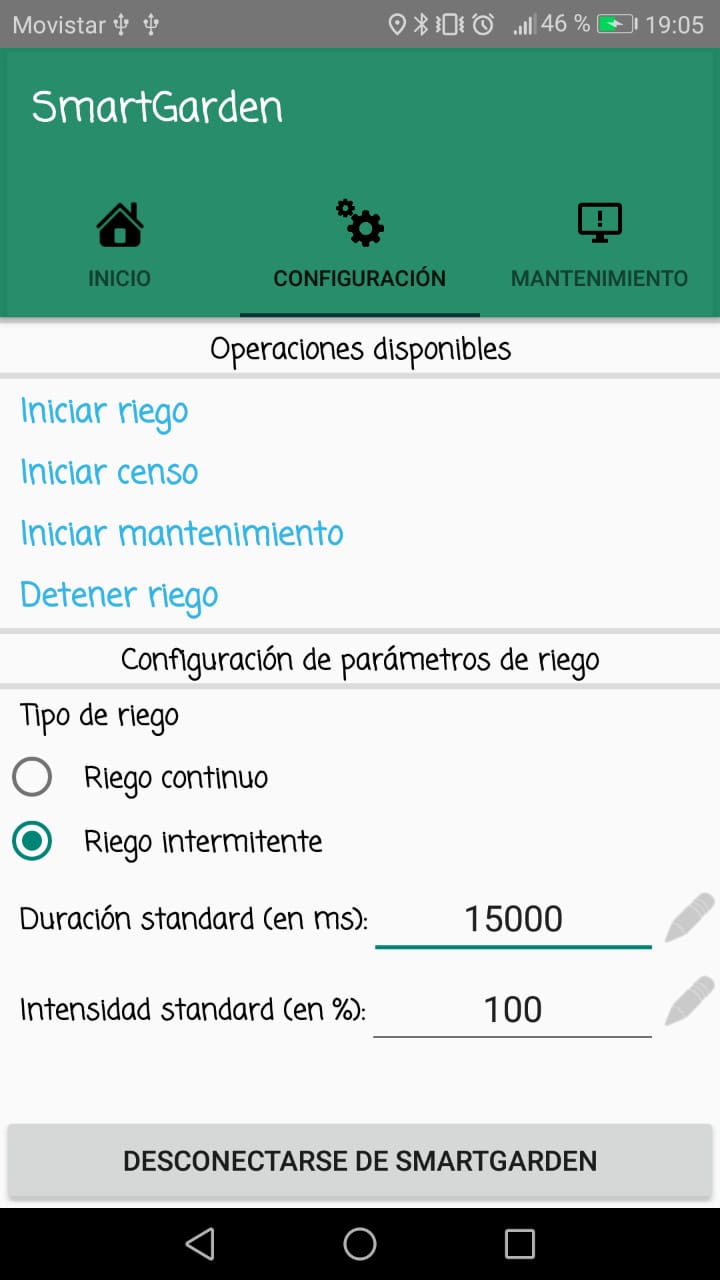 Movistar 46 % 19:05
SmartGarden
INICIO CONFIGURACIÓN MANTENIMIENTO
Operaciones disponibles
Iniciar riego
Iniciar censo
Iniciar mantenimiento
Detener riego
Configuración de parámetros de riego
Tipo de riego
Riego continuo
Riego intermitente
Duración standard (en ms): 15000
Intensidad standard (en %): 100
DESCONECTARSE DE SMARTGARDEN